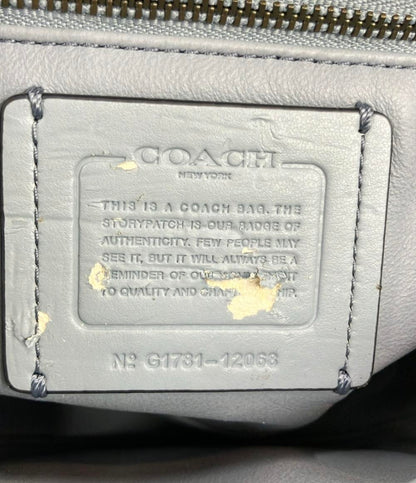 COACH
NEW YORK
THIS IS A COACH BAG. THE
STORYPATCH IS OUR BADGE OF
AUTHENTICITY. FEW PEOPLE MAY
SEE IT, BUT IT WILL ALWAYS BE A
REMINDER OF OUR
TO QUALITY AND
Nº G1781-12063